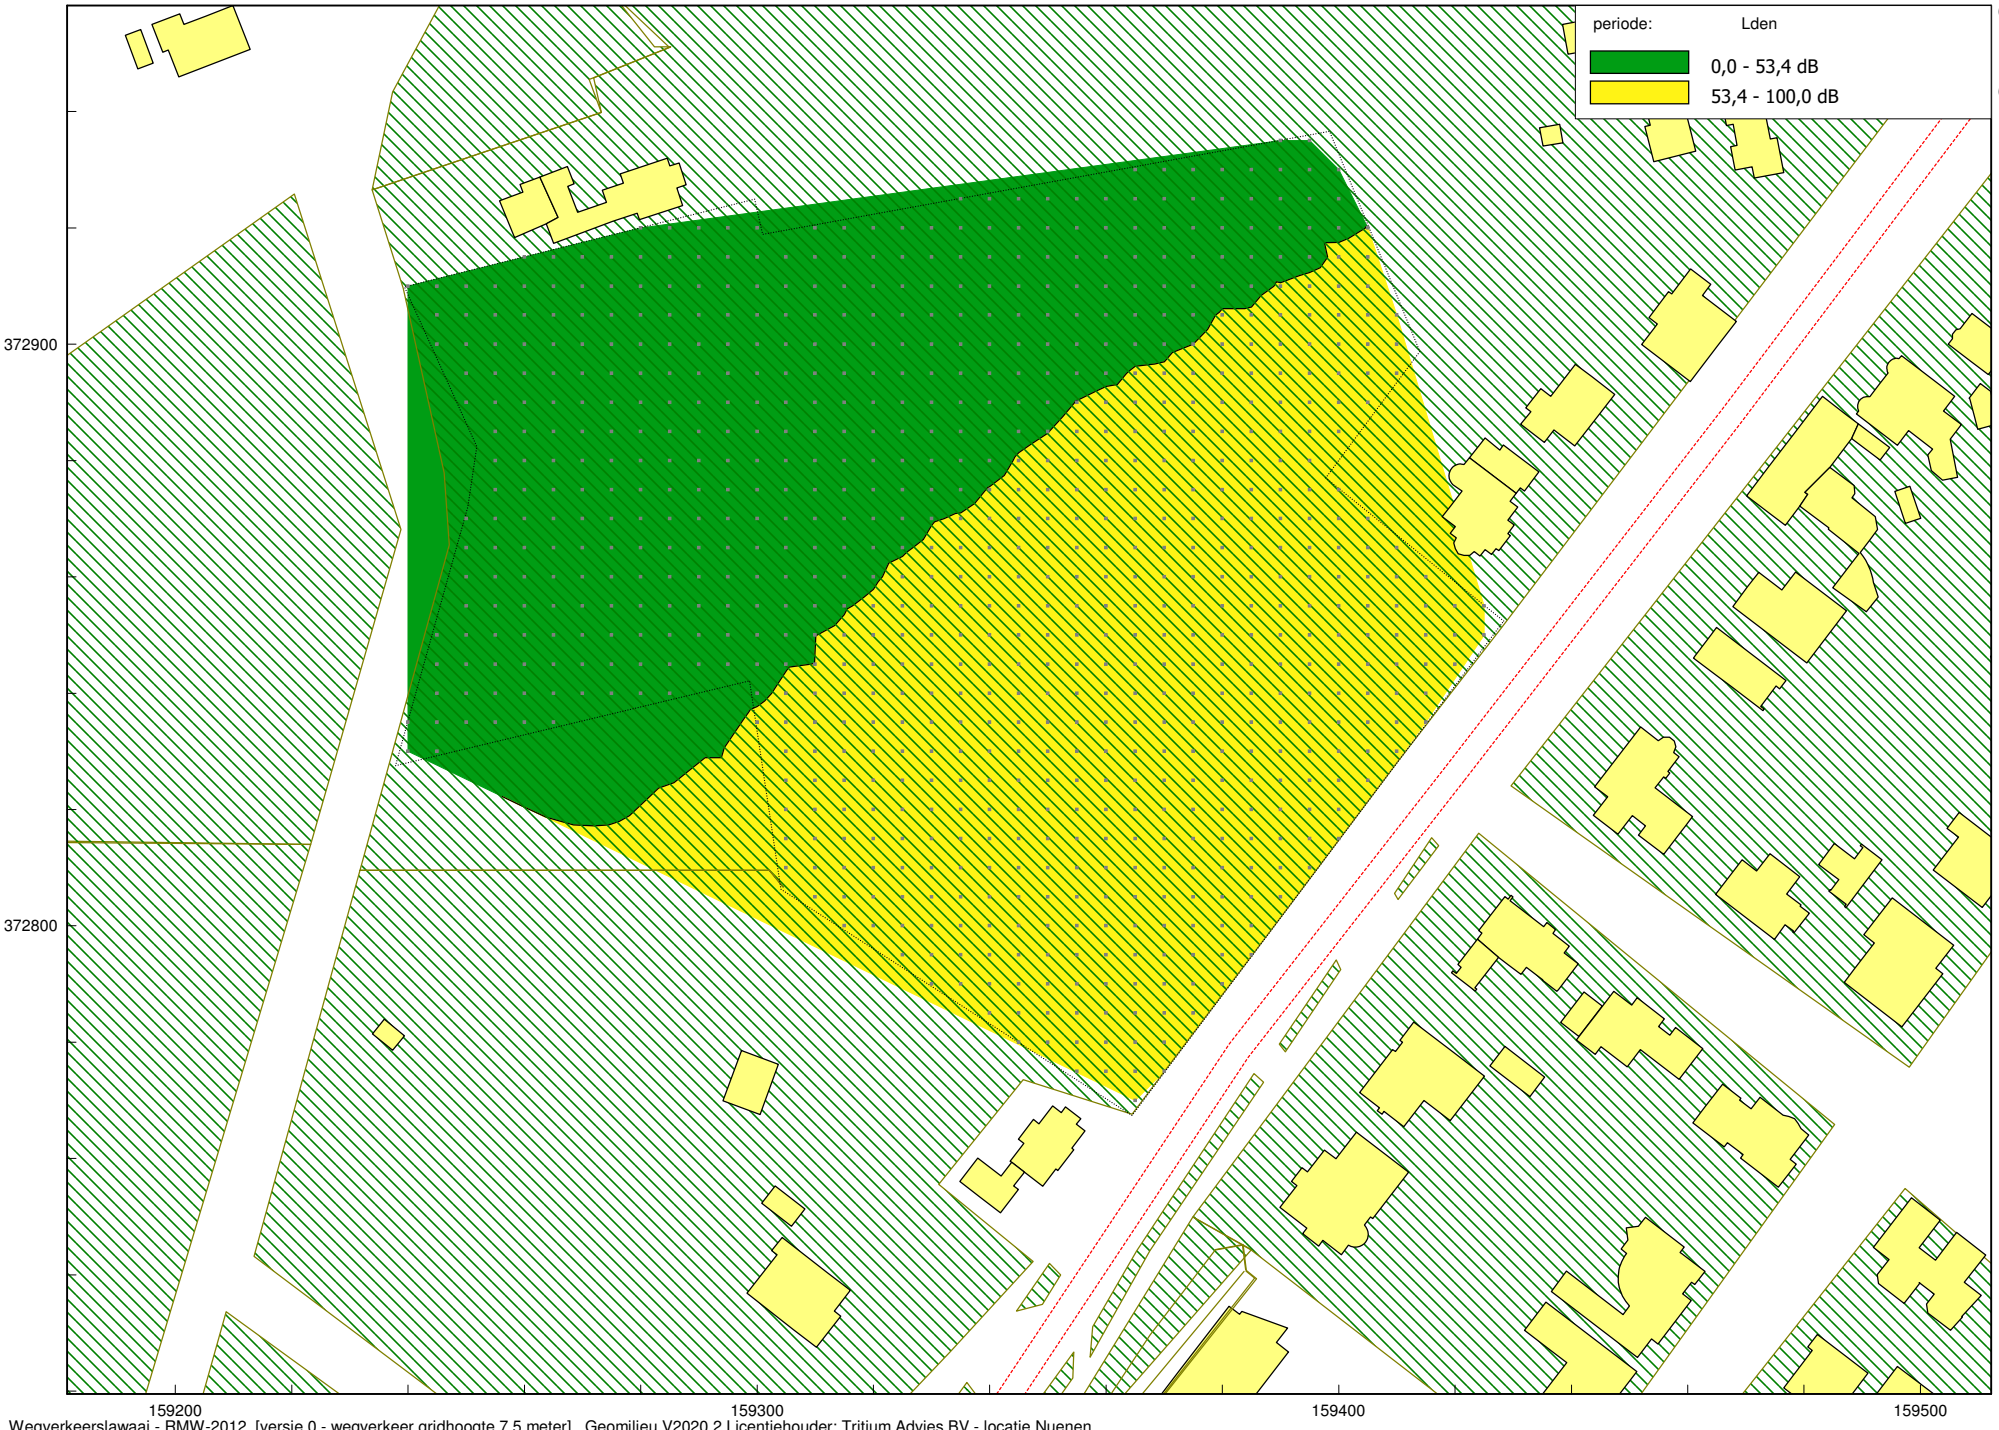 periode: Lden
0,0 - 53,4 dB
53,4 - 100,0 dB
372900
372800
159200 159300 159400 159500
Wegverkeerslawaai - RMW-2012, [versie 0 - wegverkeer gridhoogte 7,5 meter] , Geomilieu V2020.2 Licentiehouder: Tritium Advies BV - locatie Nuenen